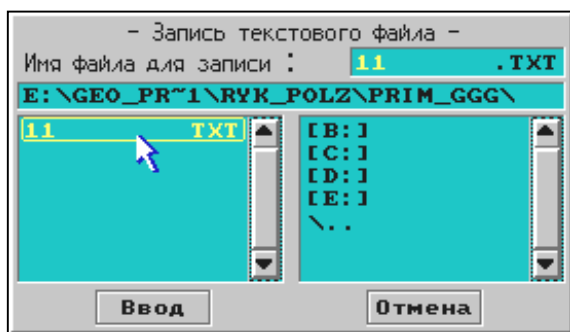 - Запись текстового файла -
Имя файла для записи : 11 .TXT
E:\GEO_PR~1\RYK_POLZ\PRIM_GGG\
11 TXT
[B:]
[C:]
[D:]
[E:]
\..
Ввод Отмена